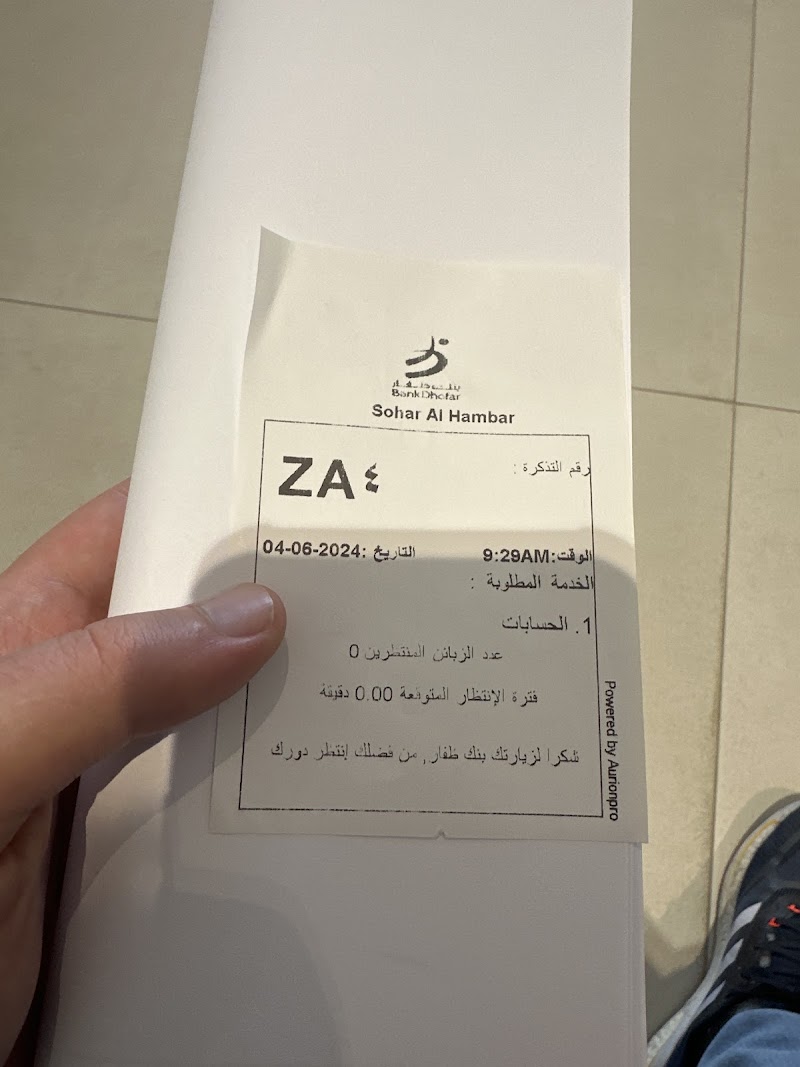 بنك ظفار
BankDhofar
Sohar Al Hambar
رقم التذكرة : ZA٤
الوقت:9:29AM التاريخ :04-06-2024
الخدمة المطلوبة :
1. الحسابات
عدد الزبائن المنتظرين 0
فترة الإنتظار المتوقعة 0.00 دقيقة
شكرا لزيارتك بنك ظفار, من فضلك إنتظر دورك
Powered by Aurionpro